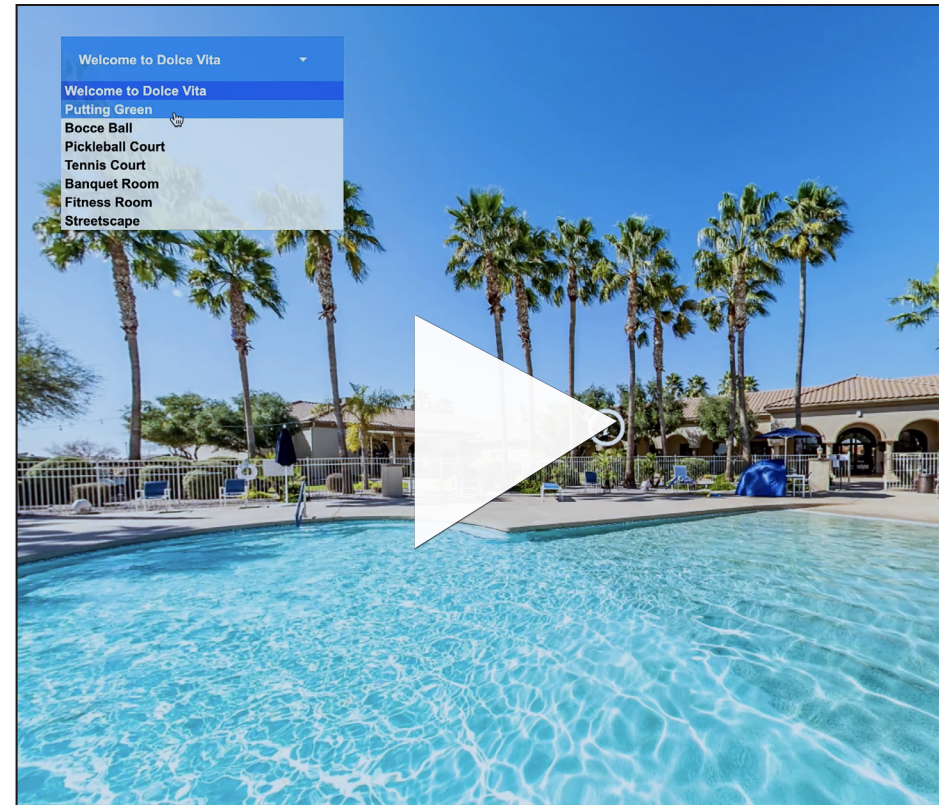 Welcome to Dolce Vita
Welcome to Dolce Vita
Putting Green
Bocce Ball
Pickleball Court
Tennis Court
Banquet Room
Fitness Room
Streetscape